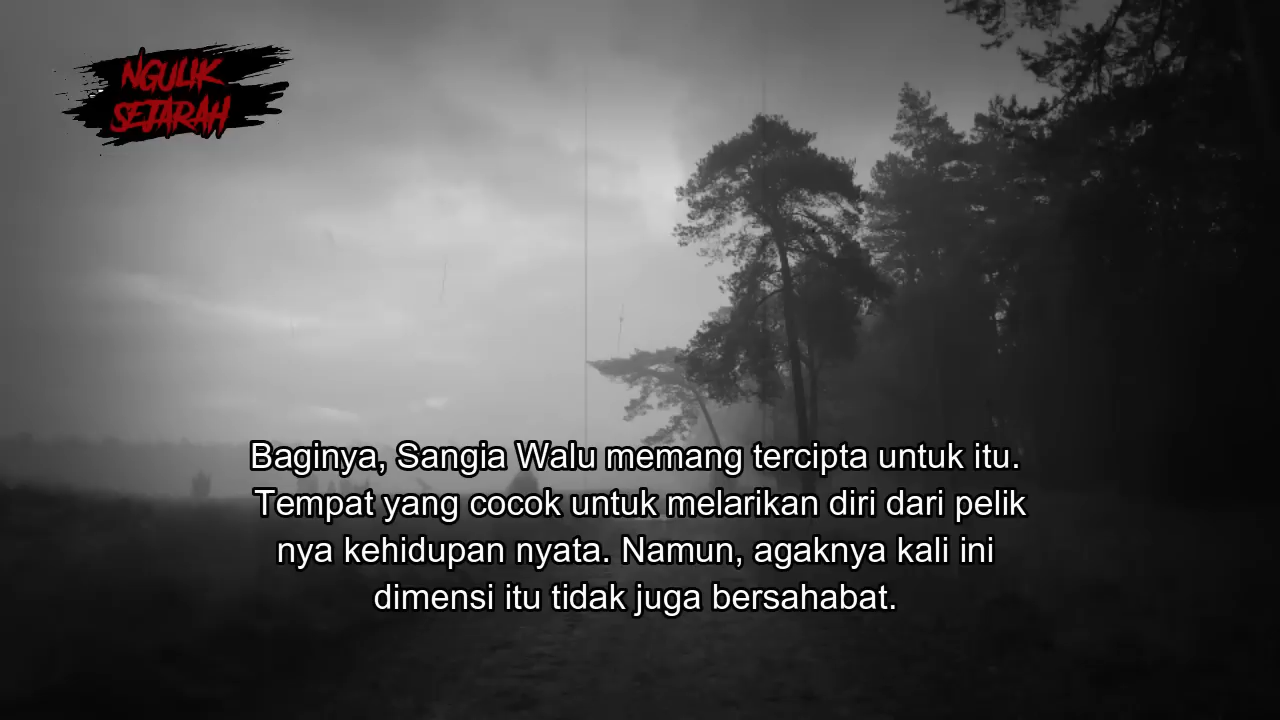 NGULIK
SEJARAH
Baginya, Sangia Walu memang tercipta untuk itu.
Tempat yang cocok untuk melarikan diri dari pelik
nya kehidupan nyata. Namun, agaknya kali ini
dimensi itu tidak juga bersahabat.